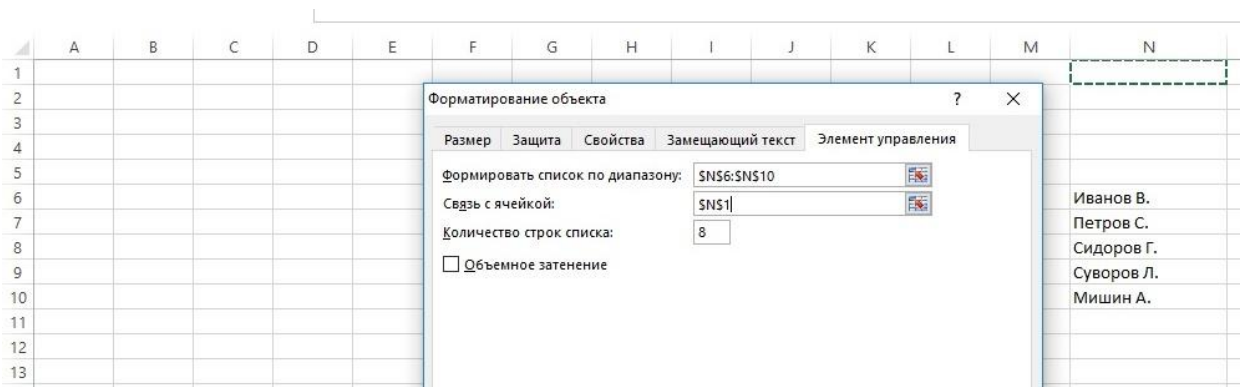 A B C D E F G H I J K L M N
1
2 Форматирование объекта ? ×
3
4 Размер Защита Свойства Замещающий текст Элемент управления
5 Формировать список по диапазону: $N$6:$N$10
6 Связь с ячейкой: $N$1 Иванов В.
7 Количество строк списка: 8 Петров С.
8 Объемное затенение Сидоров Г.
9 Суворов Л.
10 Мишин А.
11
12
13